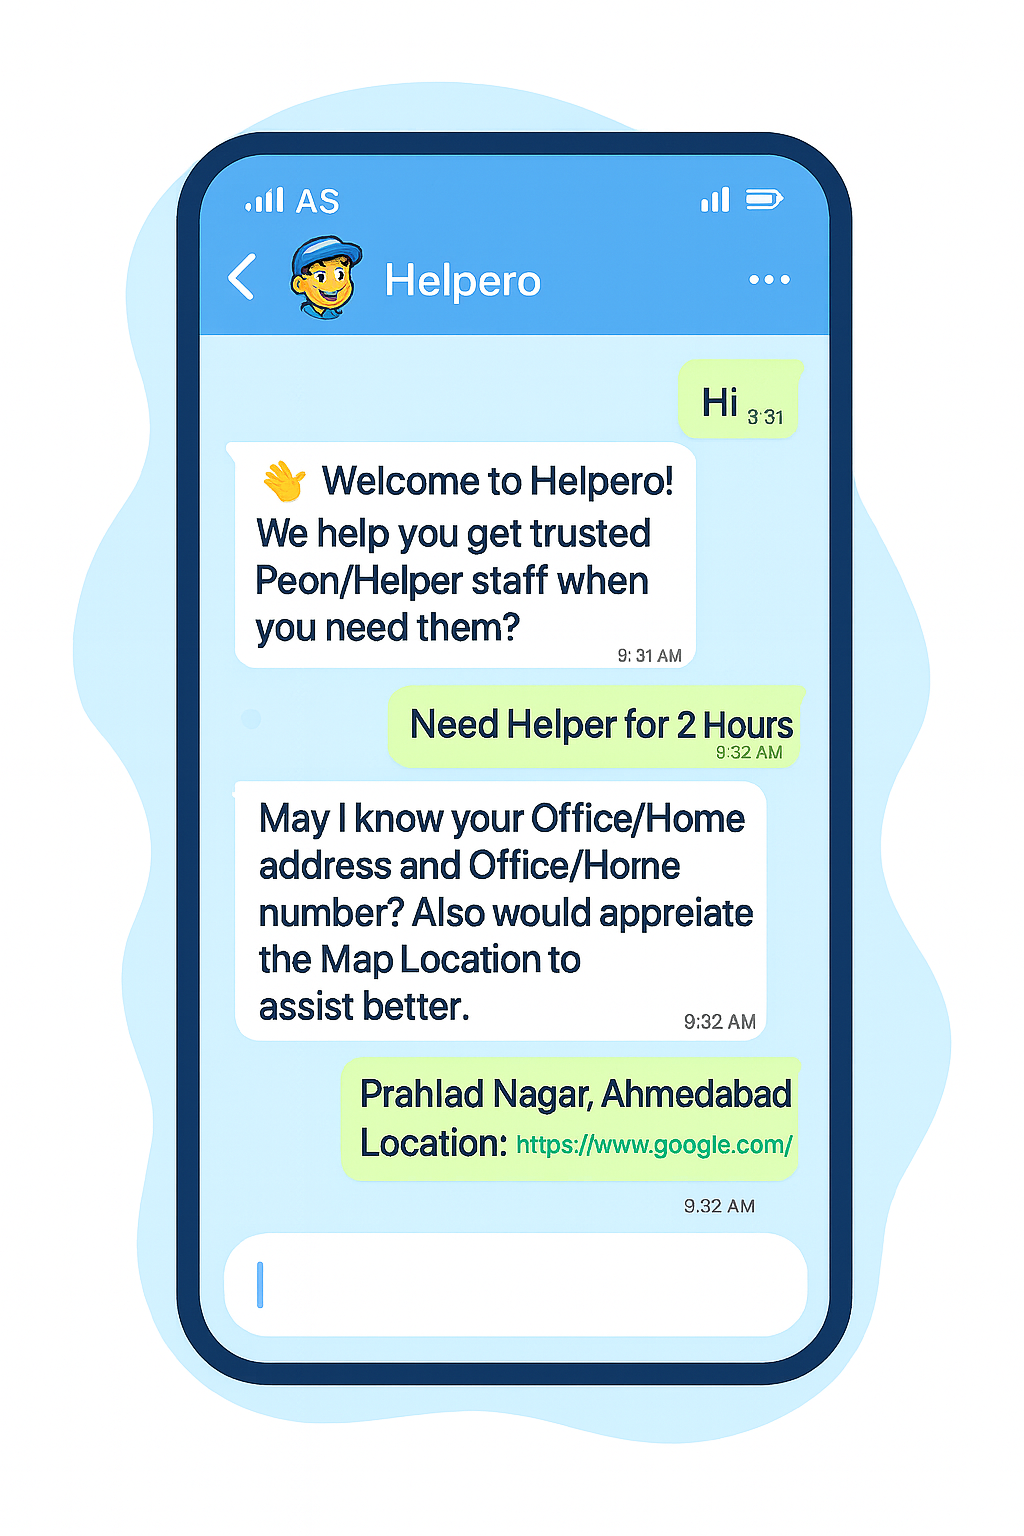 AS
Helpero
Hi 3:31
👋 Welcome to Helpero!
We help you get trusted
Peon/Helper staff when
you need them?
9:31 AM
Need Helper for 2 Hours
9:32 AM
May I know your Office/Home
address and Office/Horne
number? Also would appreiate
the Map Location to
assist better.
9:32 AM
Prahlad Nagar, Ahmedabad
Location: https://www.google.com/
9.32 AM